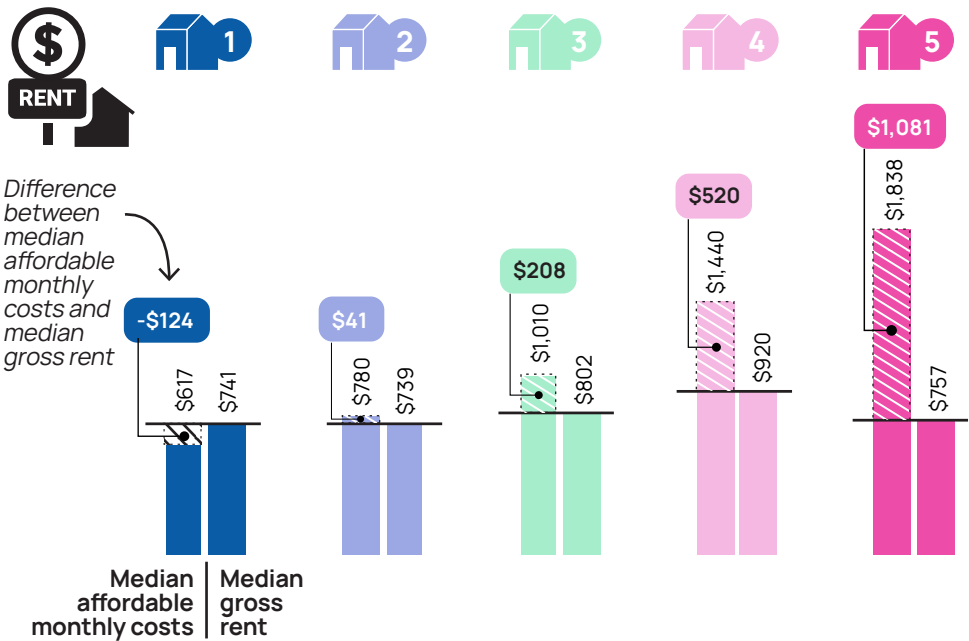 $
RENT
1
2
3
4
5
Difference
between
median
affordable
monthly
costs and
median
gross rent
-$124
$617
$741
$41
$780
$739
$208
$1,010
$802
$520
$1,440
$920
$1,081
$1,838
$757
Median
affordable
monthly costs
Median
gross
rent